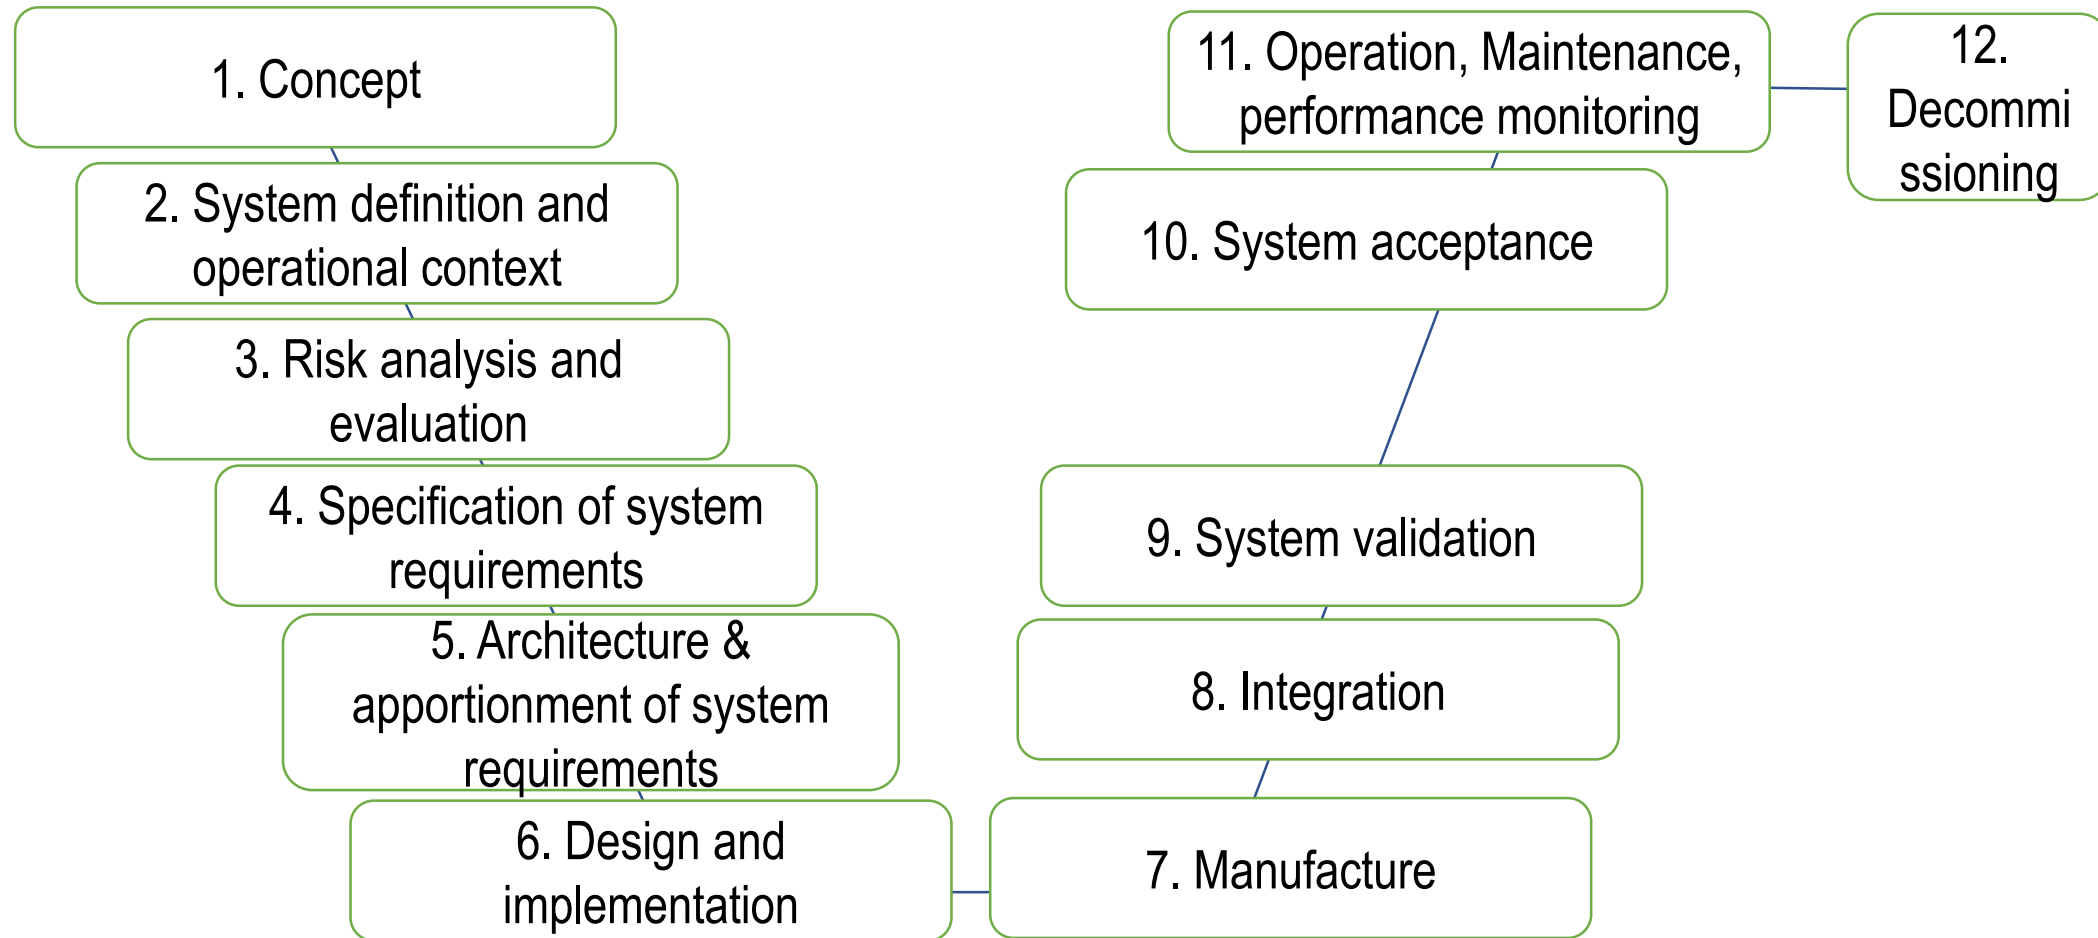 1. Concept
2. System definition and
operational context
3. Risk analysis and
evaluation
4. Specification of system
requirements
5. Architecture &
apportionment of system
requirements
6. Design and
implementation
7. Manufacture
8. Integration
9. System validation
10. System acceptance
11. Operation, Maintenance,
performance monitoring
12.
Decommi
ssioning